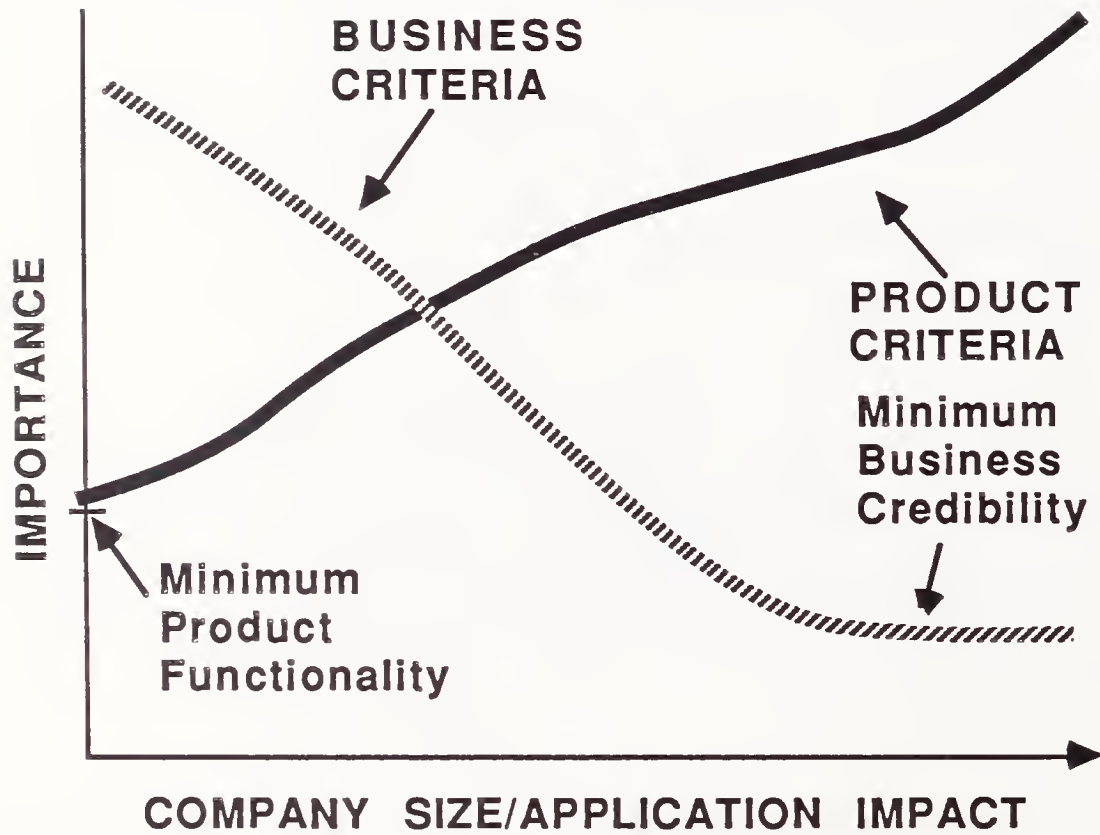 BUSINESS
CRITERIA
IMPORTANCE
PRODUCT
CRITERIA
Minimum
Business
Credibility
Minimum
Product
Functionality
COMPANY SIZE/APPLICATION IMPACT